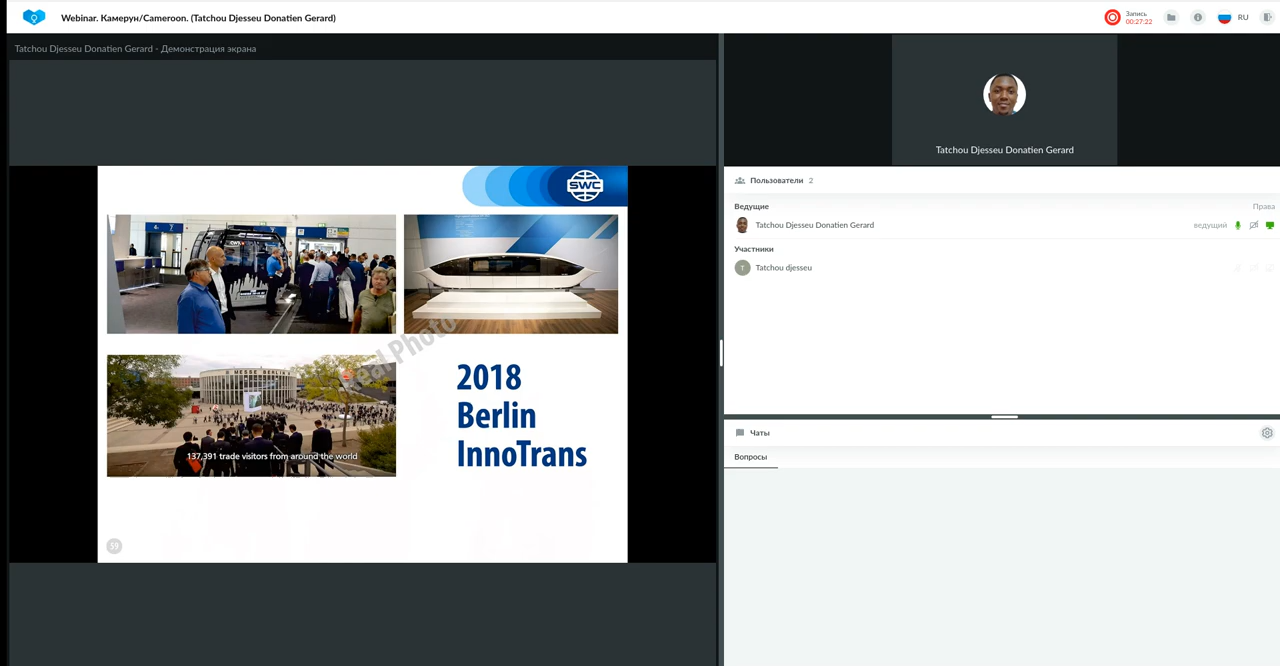 Webinar. Камерун/Cameroon. (Tatchou Djesseu Donatien Gerard)
Запись
00:27:22
RU
Tatchou Djesseu Donatien Gerard - Демонстрация экрана
Tatchou Djesseu Donatien Gerard
Пользователи 2
Ведущие Права
Tatchou Djesseu Donatien Gerard ведущий
Участники
T Tatchou djesseu
Чаты
Вопросы
SWC
2018
Berlin
InnoTrans
MESSE BERLIN
137,391 trade visitors from around the world
59